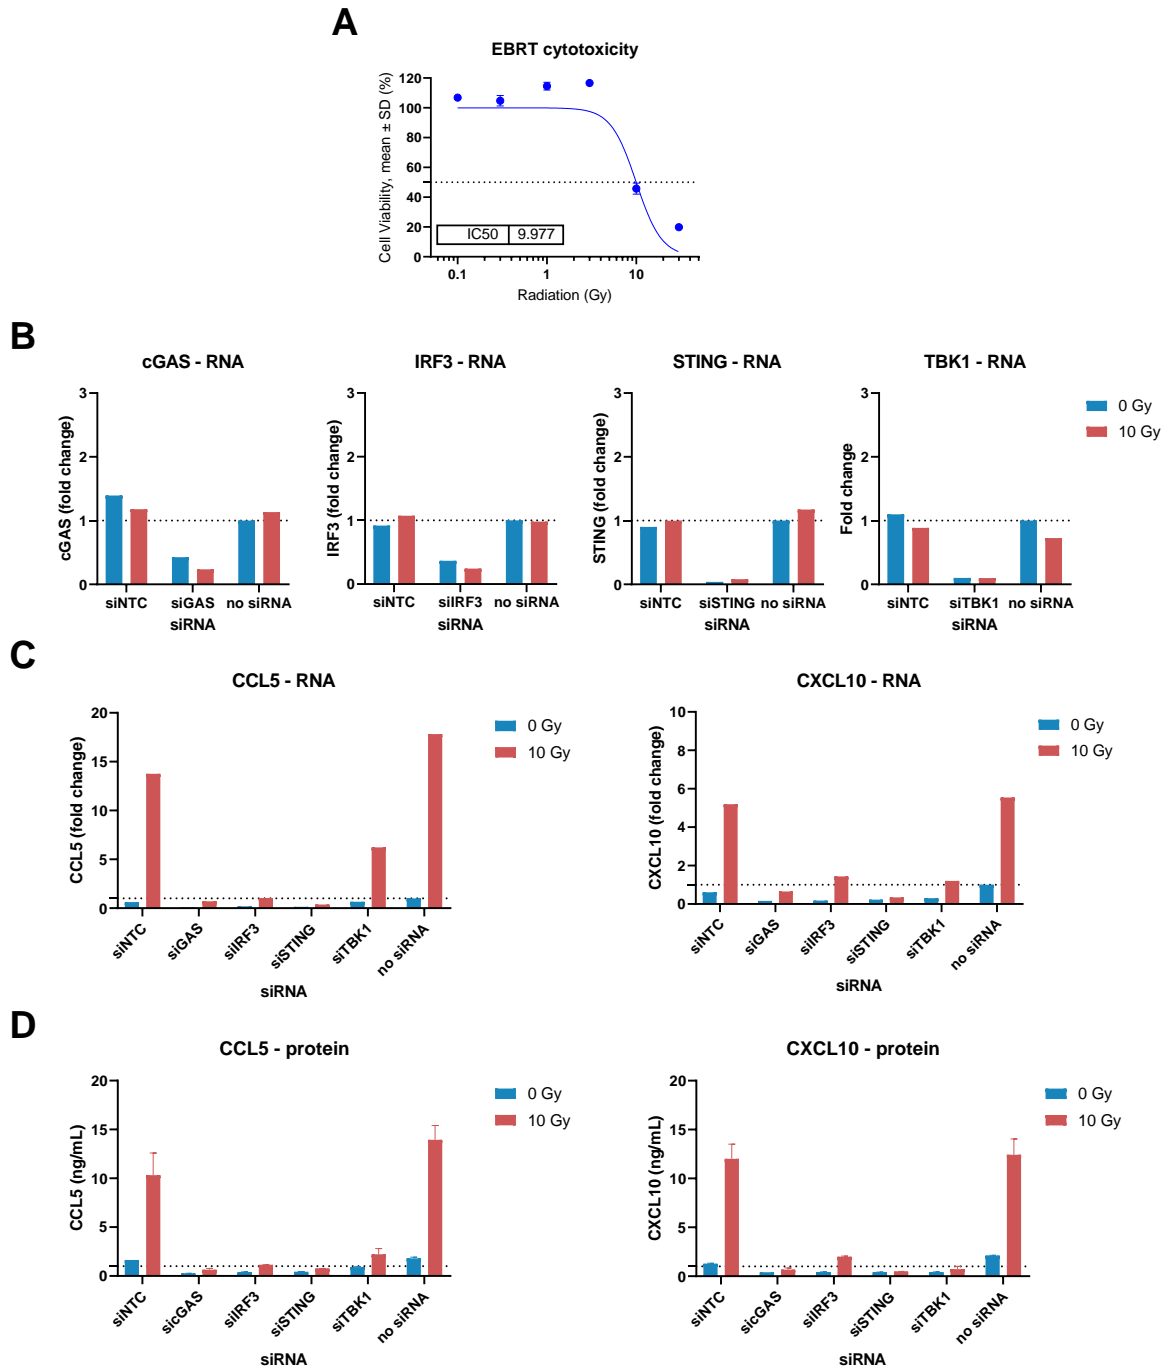 A
EBRT cytotoxicity
Cell Viability, mean ± SD (%)
120
100
80
60
40
20
0
IC50 9.977
0.1 1 10
Radiation (Gy)
B
cGAS - RNA
cGAS (fold change)
3
2
1
0
siNTC siGAS no siRNA
siRNA
IRF3 - RNA
IRF3 (fold change)
3
2
1
0
siNTC siIRF3 no siRNA
siRNA
STING - RNA
STING (fold change)
3
2
1
0
siNTC siSTING no siRNA
siRNA
TBK1 - RNA
Fold change
3
2
1
0
siNTC siTBK1 no siRNA
siRNA
0 Gy
10 Gy
C
CCL5 - RNA
CCL5 (fold change)
20
15
10
5
0
siNTC siGAS siIRF3 siSTING siTBK1 no siRNA
siRNA
0 Gy
10 Gy
CXCL10 - RNA
CXCL10 (fold change)
10
8
6
4
2
0
siNTC siGAS siIRF3 siSTING siTBK1 no siRNA
siRNA
0 Gy
10 Gy
D
CCL5 - protein
CCL5 (ng/mL)
20
15
10
5
0
siNTC sicGAS siIRF3 siSTING siTBK1 no siRNA
siRNA
0 Gy
10 Gy
CXCL10 - protein
CXCL10 (ng/mL)
20
15
10
5
0
siNTC sicGAS siIRF3 siSTING siTBK1 no siRNA
siRNA
0 Gy
10 Gy